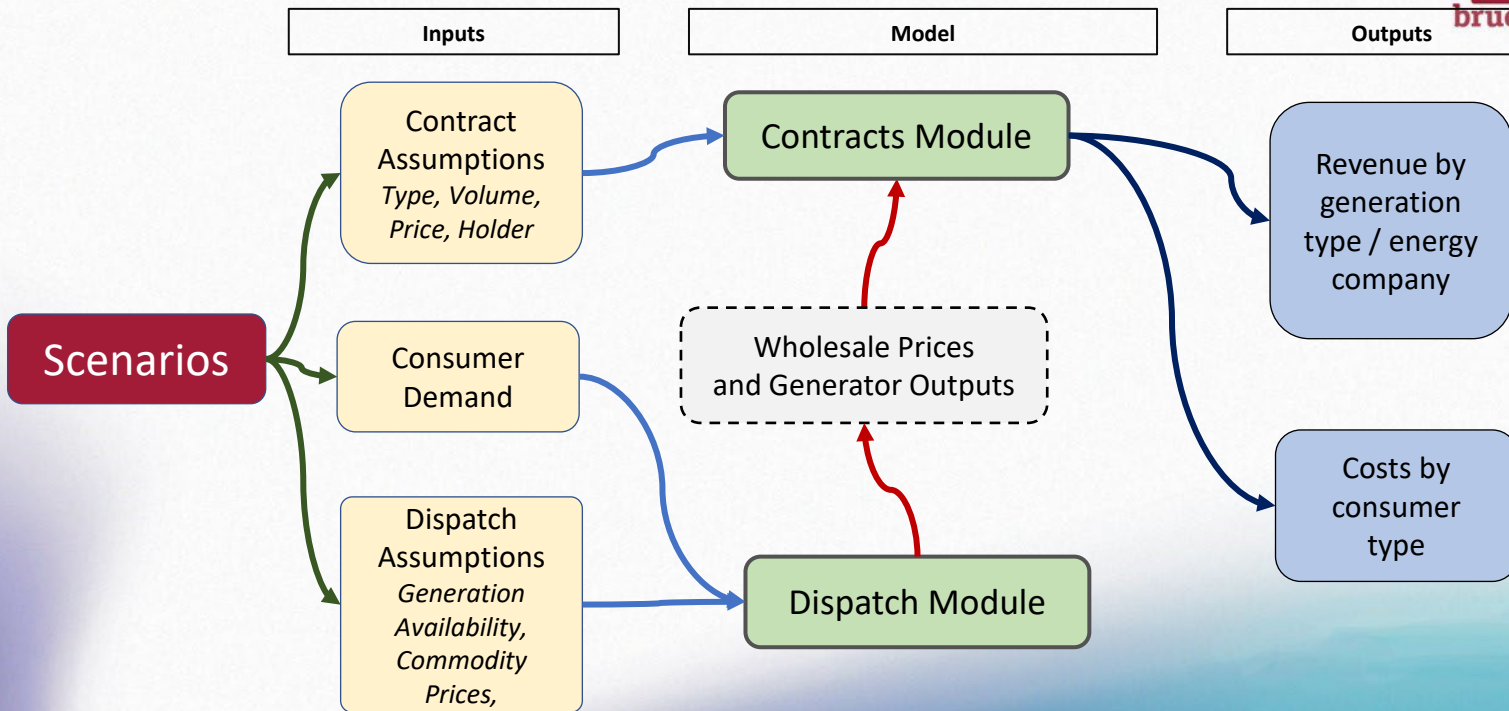 Inputs
Model
Outputs
Contract
Assumptions
Type, Volume,
Price, Holder
Contracts Module
Revenue by
generation
type / energy
company
Scenarios
Consumer
Demand
Wholesale Prices
and Generator Outputs
Costs by
consumer
type
Dispatch
Assumptions
Generation
Availability,
Commodity
Prices,
Dispatch Module